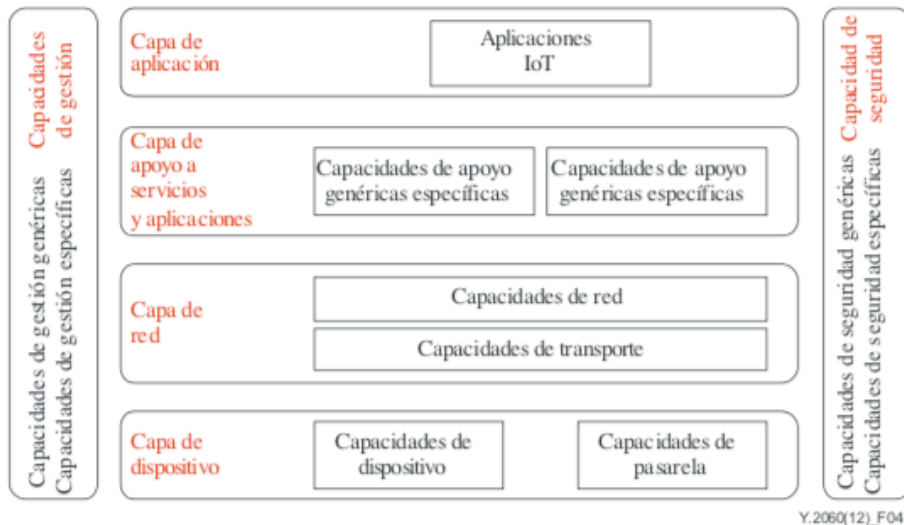 Capacidades
de gestión
Capacidades de gestión genéricas
Capacidades de gestión específicas
Capa de
aplicación
Aplicaciones
IoT
Capa de
apoyo a
servicios
y aplicaciones
Capacidades de apoyo
genéricas específicas
Capacidades de apoyo
genéricas específicas
Capa de
red
Capacidades de red
Capacidades de transporte
Capa de
dispositivo
Capacidades de
dispositivo
Capacidades de
pasarela
Capacidad de
seguridad
Capacidades de seguridad genéricas
Capacidades de seguridad específicas
Y.2060(12)_F04